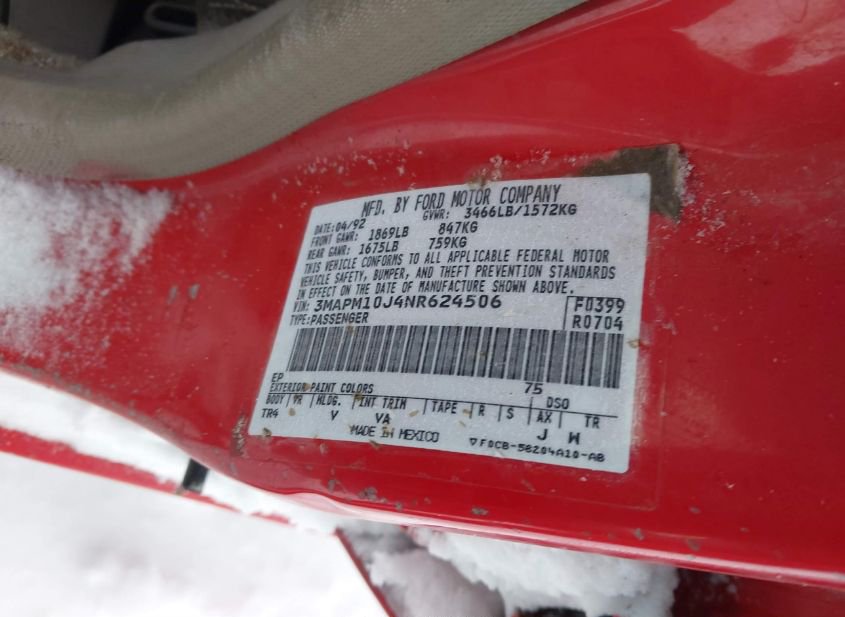 MFD. BY FORD MOTOR COMPANY
DATE: 04/92 GVWR: 3466LB/1572KG
FRONT GAWR: 1869LB 847KG
REAR GAWR: 1675LB 759KG
THIS VEHICLE CONFORMS TO ALL APPLICABLE FEDERAL MOTOR
VEHICLE SAFETY, BUMPER, AND THEFT PREVENTION STANDARDS
IN EFFECT ON THE DATE OF MANUFACTURE SHOWN ABOVE.
VIN: 3MAPM10J4NR624506 F0399
TYPE: PASSENGER R0704
EP 75
EXTERIOR PAINT COLORS DSO
BODY VR MLDG. INT TRIM TAPE R S AX TR
TR4 V VA J W
MADE IN MEXICO ▽F0CB-58204A10-AB